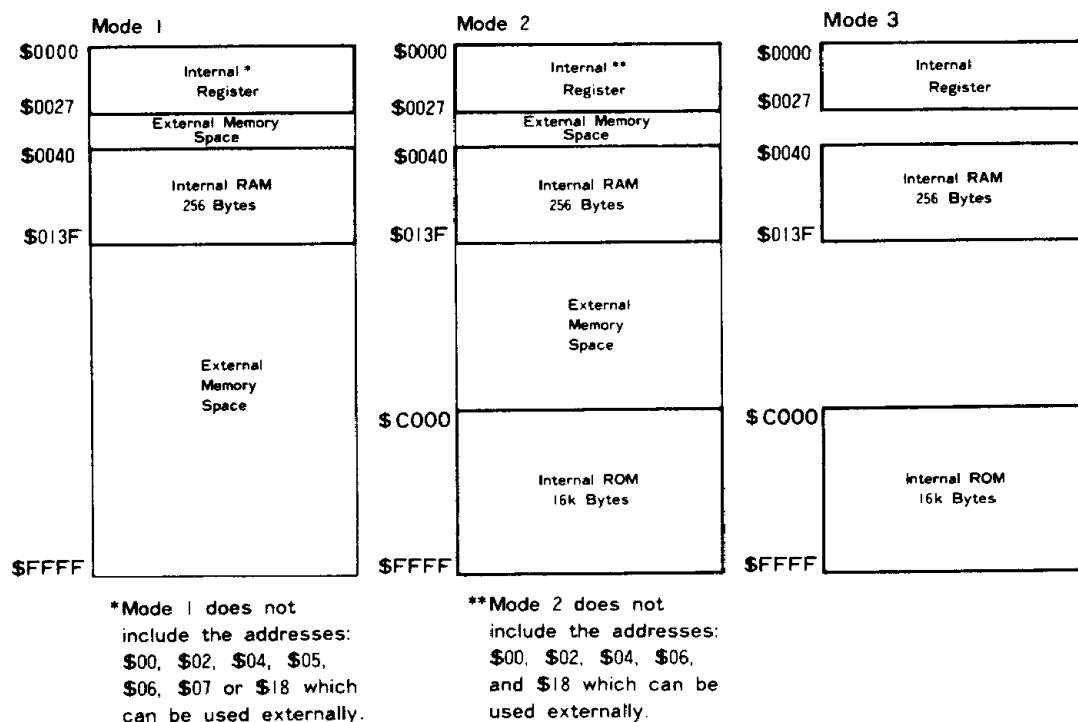 Mode 1
$0000
Internal *
Register
$0027
External Memory
Space
$0040
Internal RAM
256 Bytes
$013F
External
Memory
Space
$FFFF
*Mode 1 does not
include the addresses:
$00, $02, $04, $05,
$06, $07 or $18 which
can be used externally.
Mode 2
$0000
Internal **
Register
$0027
External Memory
Space
$0040
Internal RAM
256 Bytes
$013F
External
Memory
Space
$C000
Internal ROM
16k Bytes
$FFFF
**Mode 2 does not
include the addresses:
$00, $02, $04, $06,
and $18 which can be
used externally.
Mode 3
$0000
Internal
Register
$0027
$0040
Internal RAM
256 Bytes
$013F
$C000
Internal ROM
16k Bytes
$FFFF